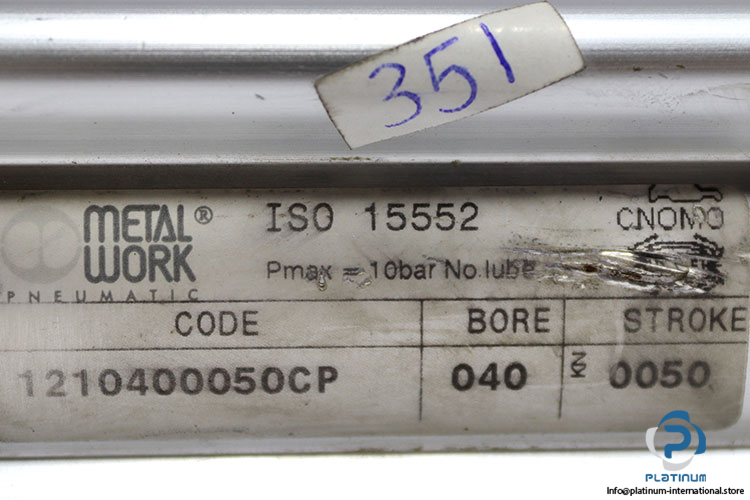 351
METAL WORK®
PNEUMATIC
ISO 15552
CNOMO
Pmax = 10bar No lube
CODE BORE STROKE
1210400050CP 040 KN 0050
PLATINUM
Info@platinum-international.store